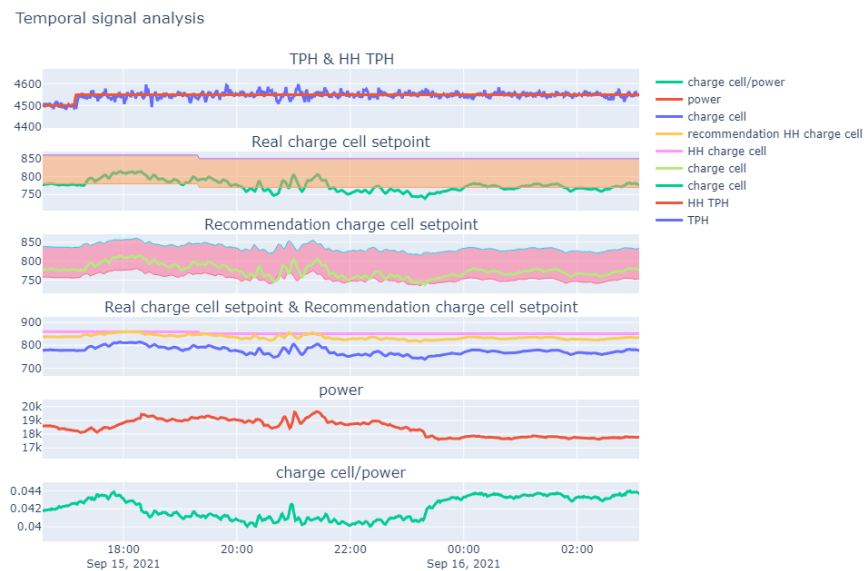 Temporal signal analysis
TPH & HH TPH
4600
4500
4400
Real charge cell setpoint
850
800
750
Recommendation charge cell setpoint
850
800
750
Real charge cell setpoint & Recommendation charge cell setpoint
900
800
700
power
20k
19k
18k
17k
charge cell/power
0.044
0.042
0.04
18:00
Sep 15, 2021
20:00
22:00
00:00
Sep 16, 2021
02:00
charge cell/power
power
charge cell
recommendation HH charge cell
HH charge cell
charge cell
charge cell
HH TPH
TPH